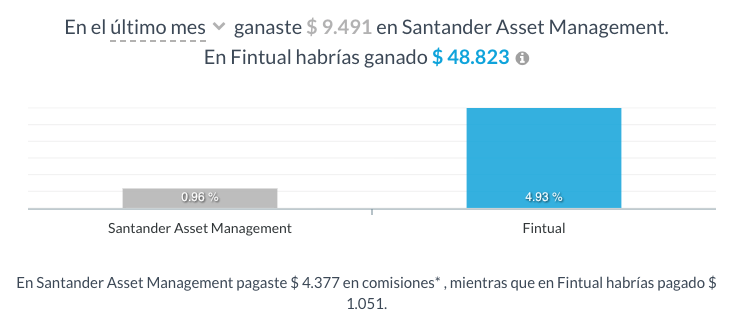 En el último mes ganaste $ 9.491 en Santander Asset Management.
En Fintual habrías ganado $ 48.823
0.96 %
4.93 %
Santander Asset Management
Fintual
En Santander Asset Management pagaste $ 4.377 en comisiones* , mientras que en Fintual habrías pagado $
1.051.